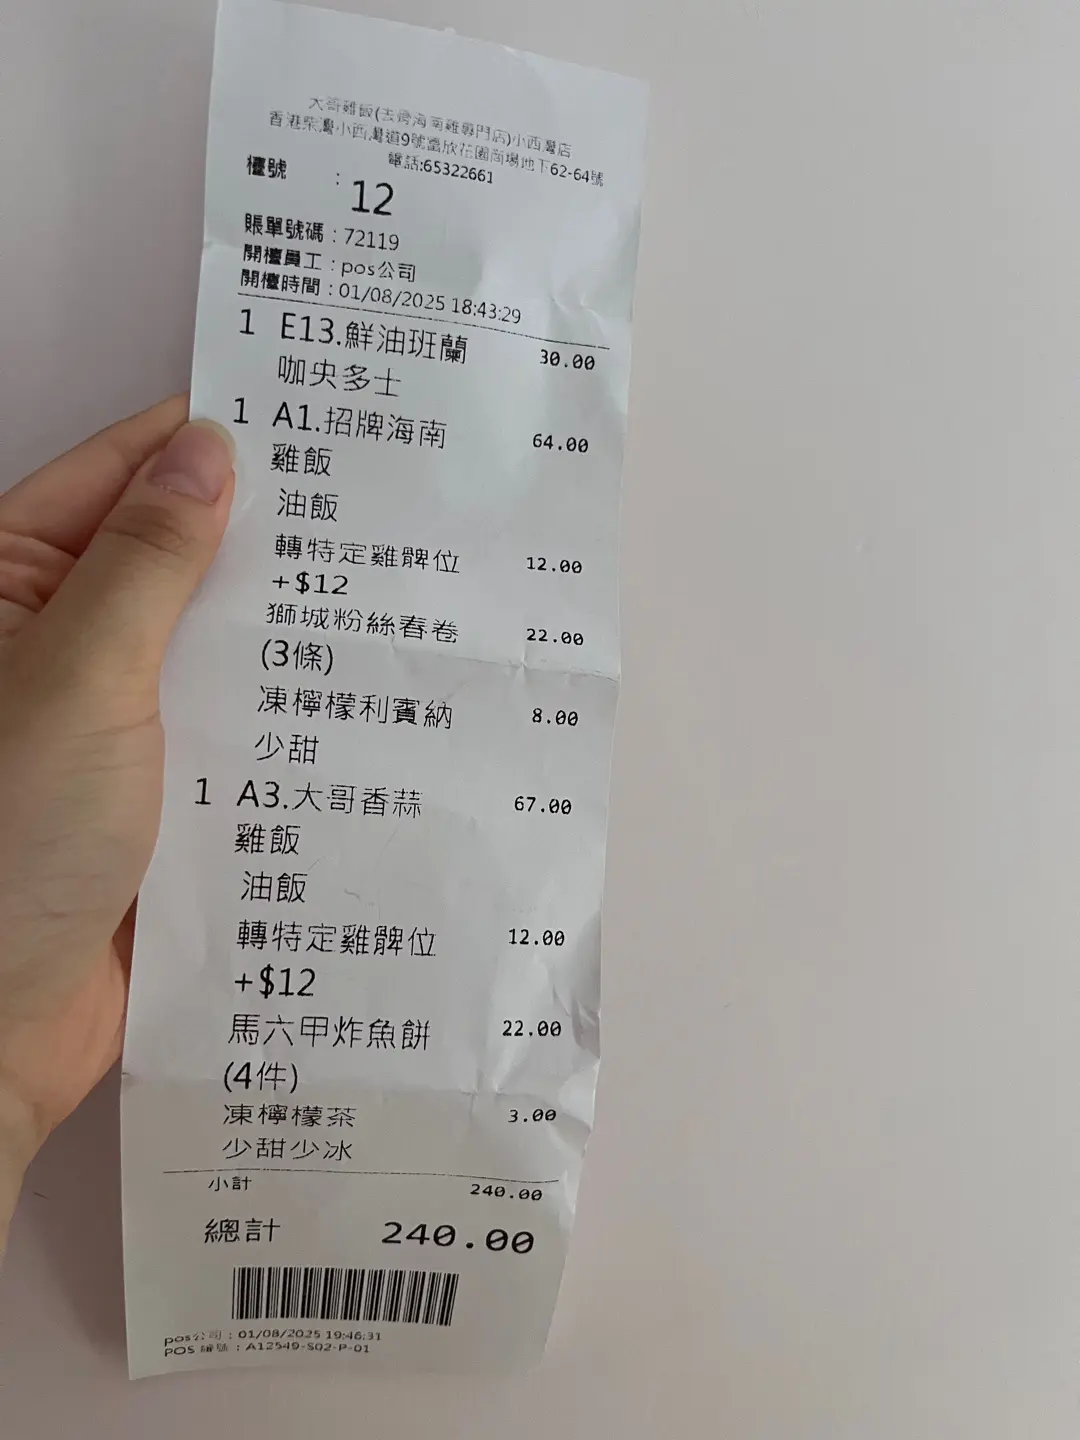 大哥雞飯(去骨海南雞專門店)小西灣店
香港柴灣小西灣道9號富欣花園商場地下62-64號
電話:65322661
檯號 : 12
賬單號碼 : 72119
開檯員工 : pos公司
開檯時間 : 01/08/2025 18:43:29
1 E13.鮮油班蘭 30.00
咖央多士
1 A1.招牌海南 64.00
雞飯
油飯
轉特定雞髀位 12.00
+$12
獅城粉絲春卷 22.00
(3條)
凍檸檬利賓納 8.00
少甜
1 A3.大哥香蒜 67.00
雞飯
油飯
轉特定雞髀位 12.00
+$12
馬六甲炸魚餅 22.00
(4件)
凍檸檬茶 3.00
少甜少冰
小計 240.00
總計 240.00
pos公司 : 01/08/2025 19:46:31
POS 編號 : A12549-S02-P-01